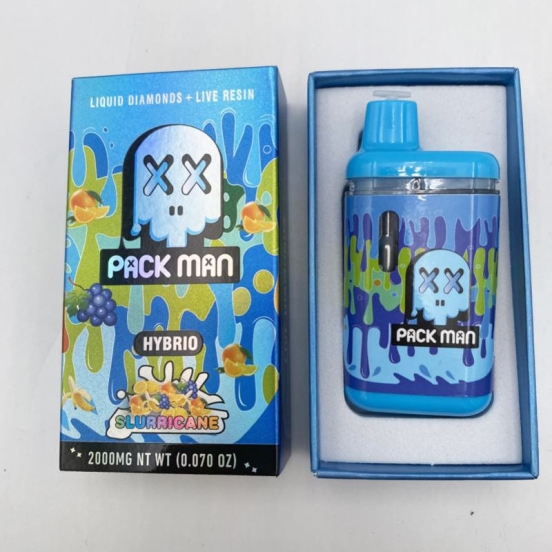 LIQUID DIAMONDS + LIVE RESIN
PACK MAN
HYBRID
SLURRICANE
2000MG NT WT (0.070 OZ)
PACK MAN